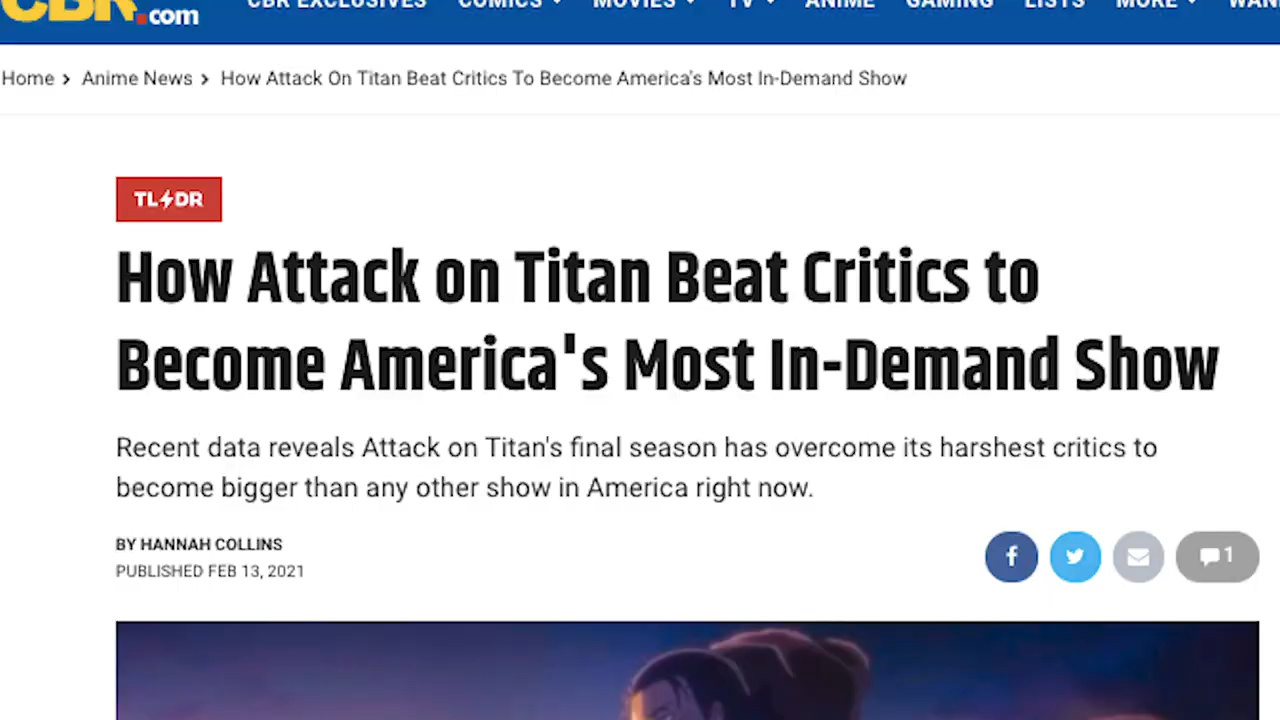 CBR.com
CBR EXCLUSIVES COMICS MOVIES TV ANIME GAMING LISTS MORE
Home > Anime News > How Attack On Titan Beat Critics To Become America's Most In-Demand Show
TL DR
How Attack on Titan Beat Critics to
Become America's Most In-Demand Show
Recent data reveals Attack on Titan's final season has overcome its harshest critics to
become bigger than any other show in America right now.
BY HANNAH COLLINS
PUBLISHED FEB 13, 2021
1